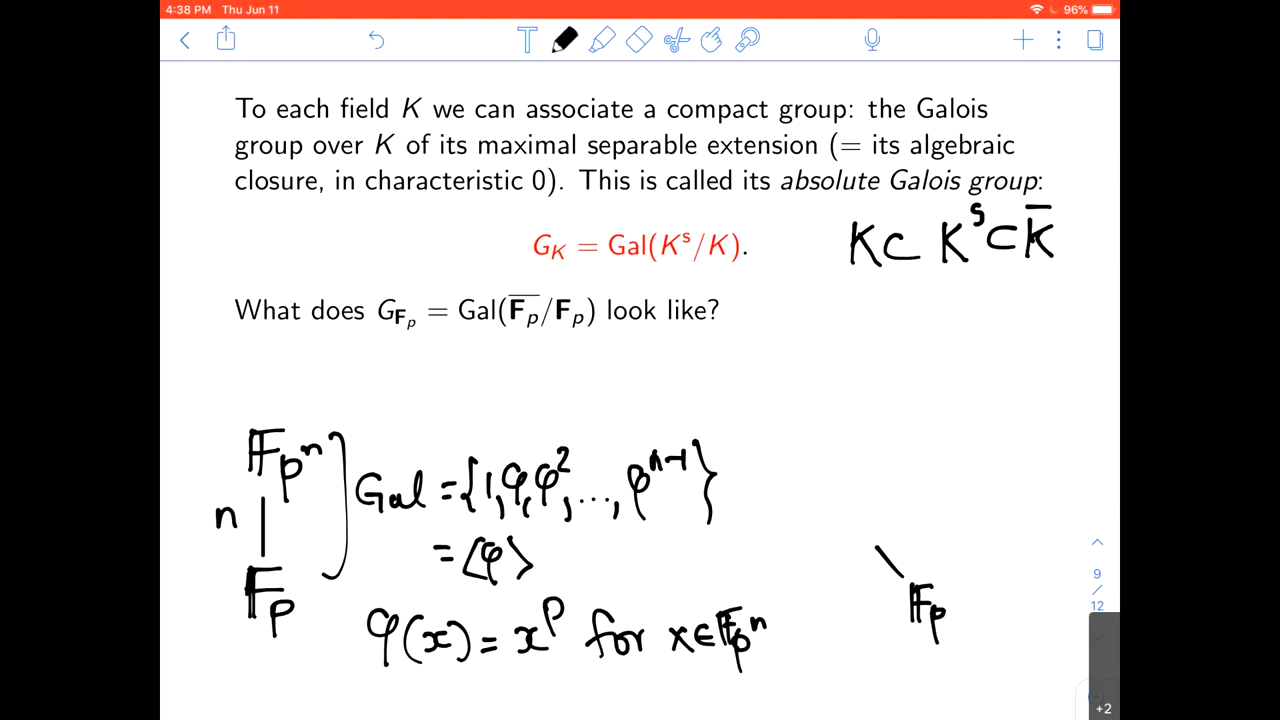 4:38 PM Thu Jun 11
96%
To each field K we can associate a compact group: the Galois
group over K of its maximal separable extension (= its algebraic
closure, in characteristic 0). This is called its absolute Galois group:
G_K = Gal(K^s/K).
K ⊂ K^s ⊂ K̅
What does G_{F_p} = Gal(\overline{F_p}/F_p) look like?
𝔽_{p^n}
n
𝔽_p
Gal = {1, φ, φ^2, ..., φ^{n-1}}
= ⟨φ⟩
φ(x) = x^p for x ∈ 𝔽_{p^n}
𝔽_p
9
/
12
+2